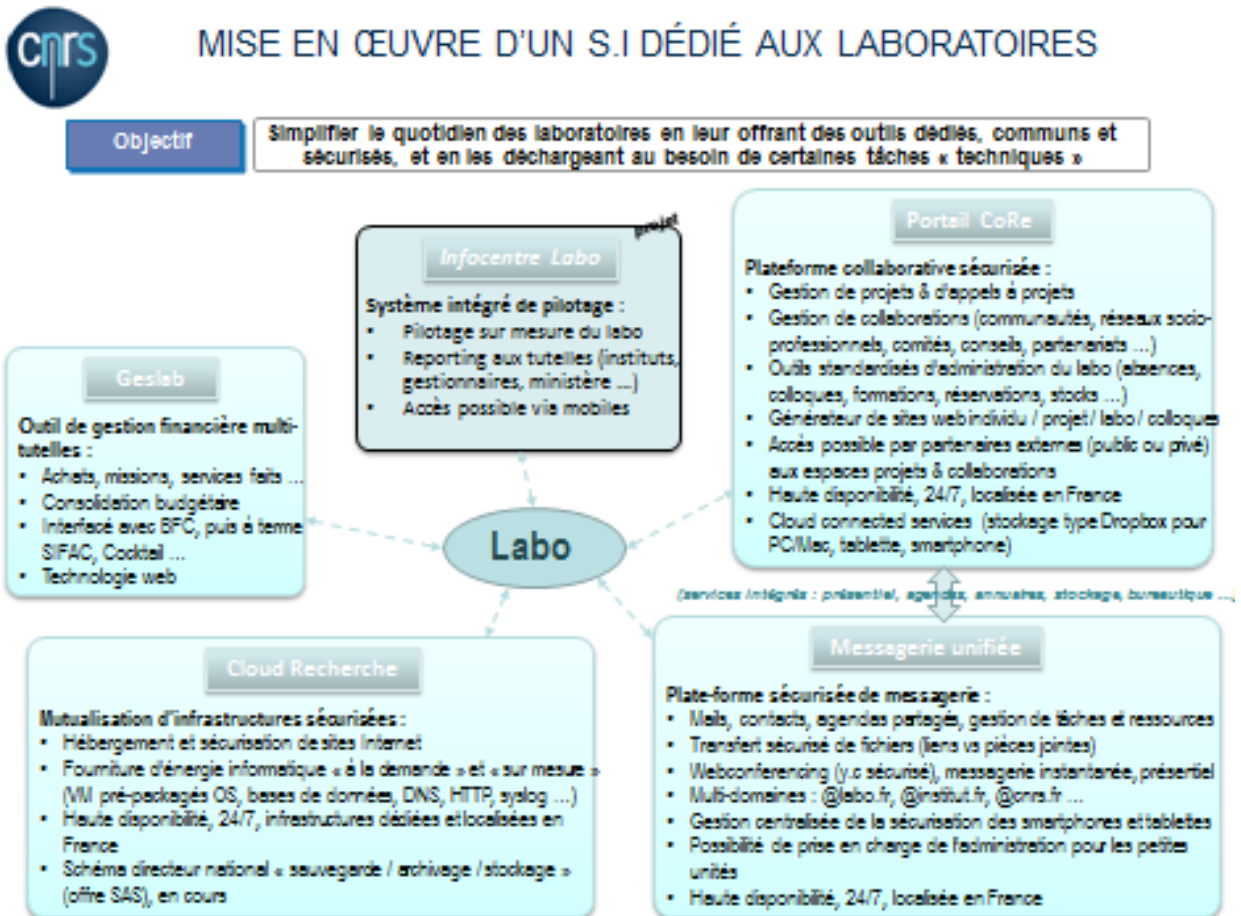 cnrs
MISE EN ŒUVRE D'UN S.I DÉDIÉ AUX LABORATOIRES
Objectif
Simplifier le quotidien des laboratoires en leur offrant des outils dédiés, communs et
sécurisés, et en les déchargeant au besoin de certaines tâches « techniques »
projet
Infocentre Labo
Système intégré de pilotage :
• Pilotage sur mesure du labo
• Reporting aux tutelles (instituts,
gestionnaires, ministère ...)
• Accès possible via mobiles
Portail CoRe
Plateforme collaborative sécurisée :
• Gestion de projets & d'appels à projets
• Gestion de collaborations (communautés, réseaux socio-
professionnels, comités, conseils, partenariats ...)
• Outils standardisés d'administration du labo (absences,
colloques, formations, réservations, stocks ...)
• Générateur de sites web individu / projet / labo / colloques
• Accès possible par partenaires externes (public ou privé)
aux espaces projets & collaborations
• Haute disponibilité, 24/7, localisée en France
• Cloud connected services (stockage type Dropbox pour
PC/Mac, tablette, smartphone)
Geslab
Outil de gestion financière multi-
tutelles :
• Achats, missions, services faits ...
• Consolidation budgétaire
• Interfacé avec BFC, puis à terme
SIFAC, Cocktail ...
• Technologie web
Labo
(services intégrés : présentiel, agendas, annuaires, stockage, bureautique ...)
Cloud Recherche
Mutualisation d'infrastructures sécurisées :
• Hébergement et sécurisation de sites Internet
• Fourniture d'énergie informatique « à la demande » et « sur mesure »
(VM pré-packagés OS, bases de données, DNS, HTTP, syslog ...)
• Haute disponibilité, 24/7, infrastructures dédiées et localisées en
France
• Schéma directeur national « sauvegarde / archivage / stockage »
(offre SAS), en cours
Messagerie unifiée
Plate-forme sécurisée de messagerie :
• Mails, contacts, agendas partagés, gestion de tâches et ressources
• Transfert sécurisé de fichiers (liens vs pièces jointes)
• Webconferencing (y.c sécurisé), messagerie instantanée, présentiel
• Multi-domaines : @labo.fr, @institut.fr, @cnrs.fr ...
• Gestion centralisée de la sécurisation des smartphones et tablettes
• Possibilité de prise en charge de l'administration pour les petites
unités
• Haute disponibilité, 24/7, localisée en France